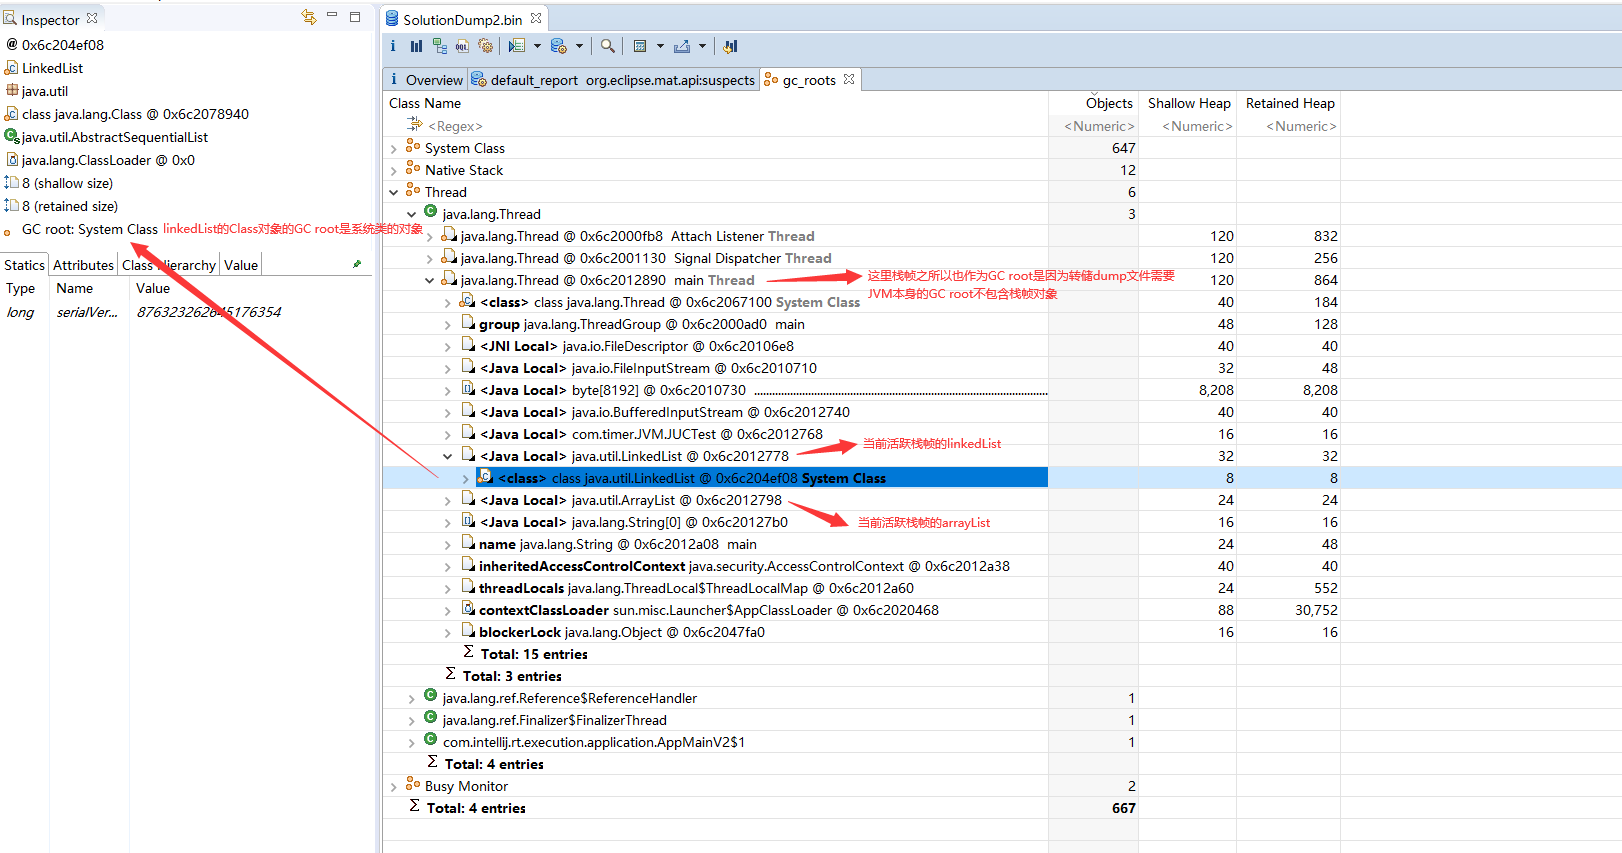 Inspector
@ 0x6c204ef08
LinkedList
java.util
class java.lang.Class @ 0x6c2078940
java.util.AbstractSequentialList
java.lang.ClassLoader @ 0x0
8 (shallow size)
8 (retained size)
GC root: System Class linkedList的Class对象的GC root是系统类的对象
Statics Attributes Class Hierarchy Value
Type Name Value
long serialVer... 876323262645176354
SolutionDump2.bin
i OQL
i Overview default_report org.eclipse.mat.api:suspects gc_roots
Class Name Objects Shallow Heap Retained Heap
<Regex> <Numeric> <Numeric> <Numeric>
System Class 647
Native Stack 12
Thread 6
java.lang.Thread 3
java.lang.Thread @ 0x6c2000fb8 Attach Listener Thread 120 832
java.lang.Thread @ 0x6c2001130 Signal Dispatcher Thread 120 256
java.lang.Thread @ 0x6c2012890 main Thread 120 864
这里栈帧之所以也作为GC root是因为转储dump文件需要
JVM本身的GC root不包含栈帧对象
<class> class java.lang.Thread @ 0x6c2067100 System Class 40 184
group java.lang.ThreadGroup @ 0x6c2000ad0 main 48 128
<JNI Local> java.io.FileDescriptor @ 0x6c20106e8 40 40
<Java Local> java.io.FileInputStream @ 0x6c2010710 32 48
<Java Local> byte[8192] @ 0x6c2010730 ................................................................................................... 8,208 8,208
<Java Local> java.io.BufferedInputStream @ 0x6c2012740 40 40
<Java Local> com.timer.JVM.JUCTest @ 0x6c2012768 16 16
当前活跃栈帧的linkedList
<Java Local> java.util.LinkedList @ 0x6c2012778 32 32
<class> class java.util.LinkedList @ 0x6c204ef08 System Class 8 8
<Java Local> java.util.ArrayList @ 0x6c2012798 24 24
当前活跃栈帧的arrayList
<Java Local> java.lang.String[0] @ 0x6c20127b0 16 16
name java.lang.String @ 0x6c2012a08 main 24 48
inheritedAccessControlContext java.security.AccessControlContext @ 0x6c2012a38 40 40
threadLocals java.lang.ThreadLocal$ThreadLocalMap @ 0x6c2012a60 24 552
contextClassLoader sun.misc.Launcher$AppClassLoader @ 0x6c2020468 88 30,752
blockerLock java.lang.Object @ 0x6c2047fa0 16 16
Σ Total: 15 entries
Σ Total: 3 entries
java.lang.ref.Reference$ReferenceHandler 1
java.lang.ref.Finalizer$FinalizerThread 1
com.intellij.rt.execution.application.AppMainV2$1 1
Σ Total: 4 entries
Busy Monitor 2
Σ Total: 4 entries 667